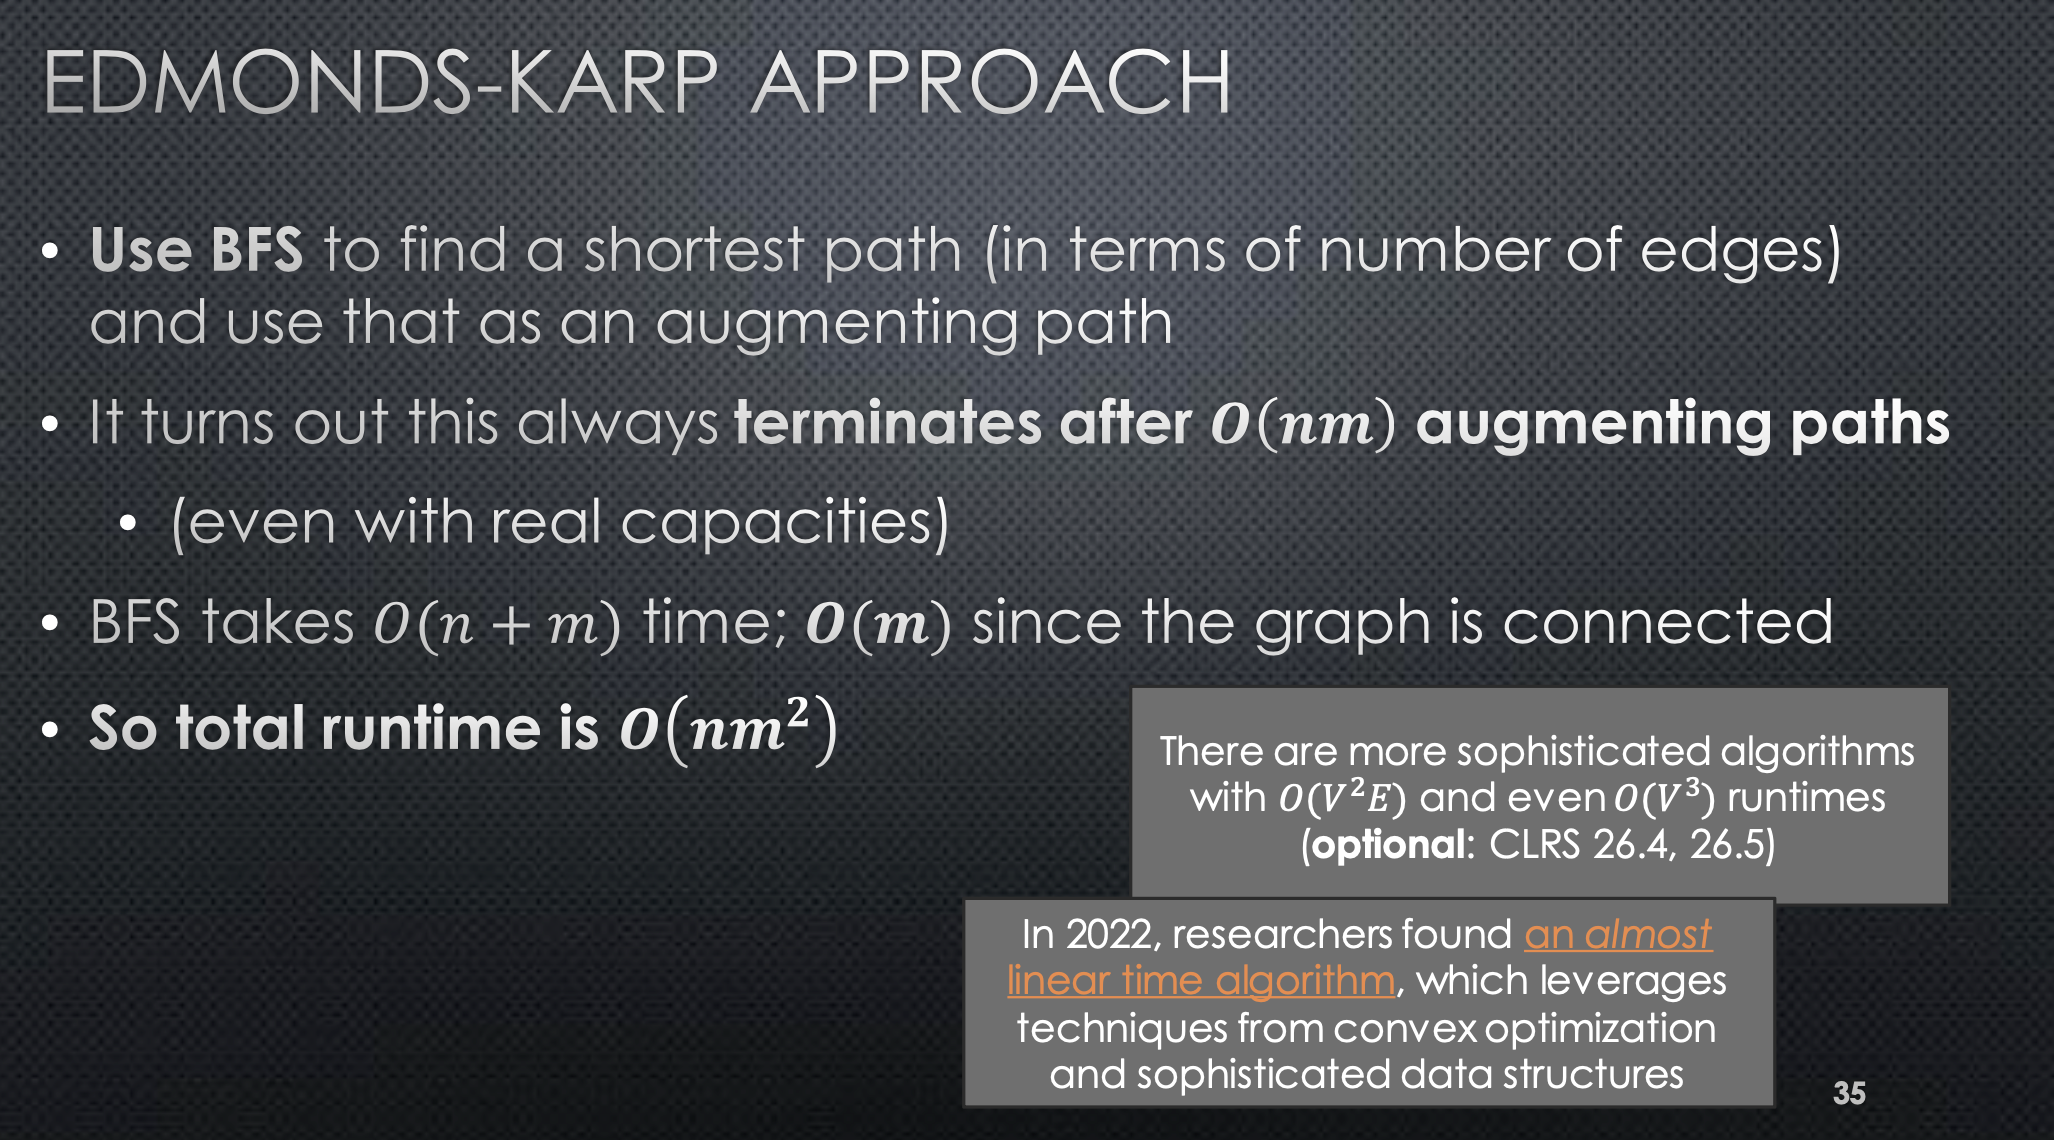 EDMONDS-KARP APPROACH
• Use BFS to find a shortest path (in terms of number of edges)
and use that as an augmenting path
• It turns out this always terminates after O(nm) augmenting paths
• (even with real capacities)
• BFS takes O(n + m) time; O(m) since the graph is connected
• So total runtime is O(nm²)
There are more sophisticated algorithms
with O(V²E) and even O(V³) runtimes
(optional: CLRS 26.4, 26.5)
In 2022, researchers found an almost
linear time algorithm, which leverages
techniques from convex optimization
and sophisticated data structures
35